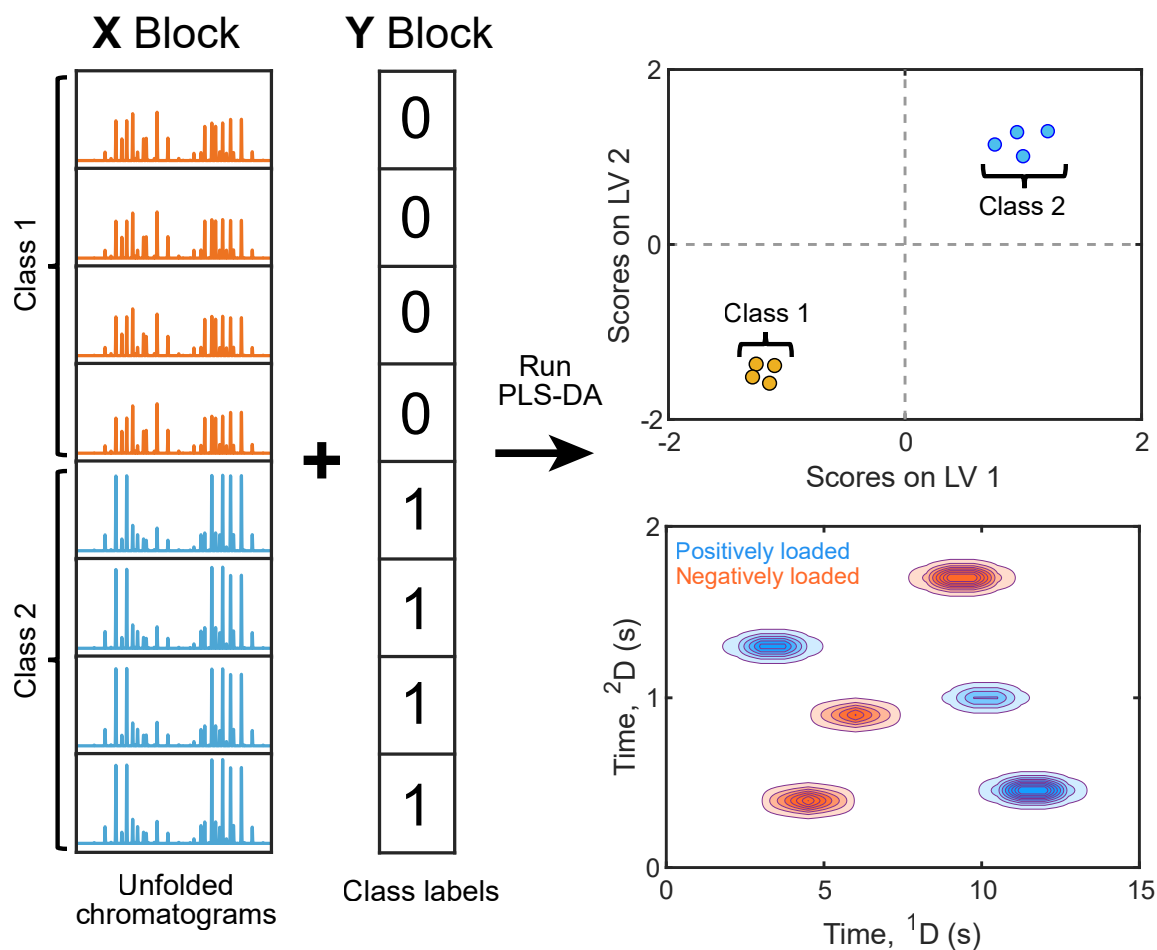 X Block
Y Block
Class 1
Class 2
0
0
0
0
1
1
1
1
Unfolded
chromatograms
Class labels
+
Run
PLS-DA
2
0
-2
Scores on LV 2
Class 2
Class 1
-2
0
2
Scores on LV 1
2
1
0
Time, ²D (s)
Positively loaded
Negatively loaded
0
5
10
15
Time, ¹D (s)